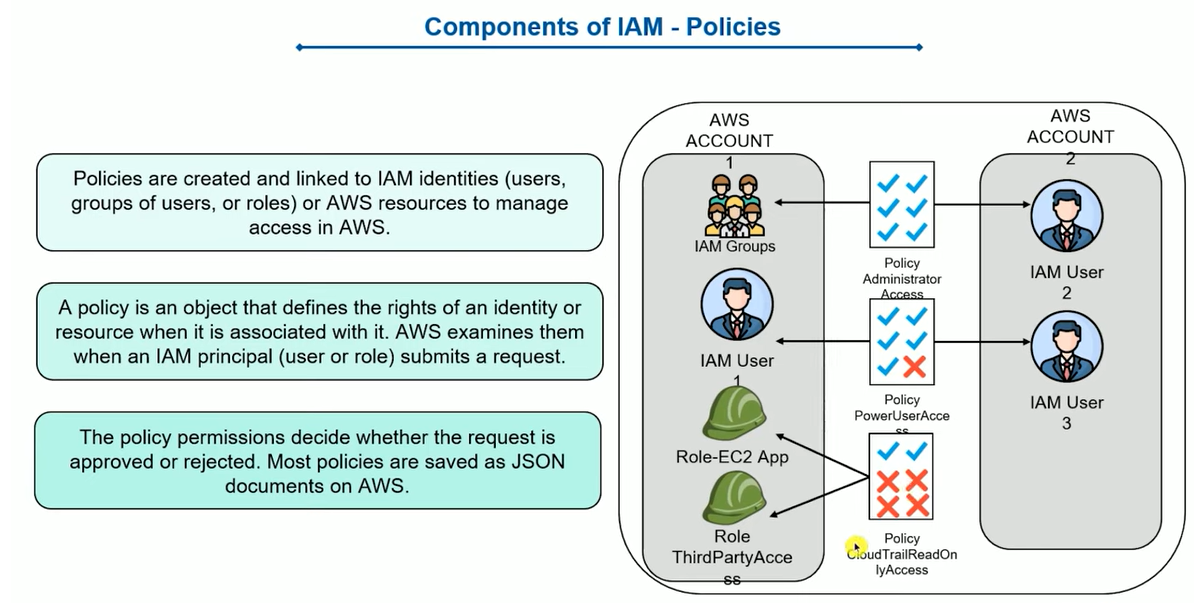 Components of IAM - Policies
Policies are created and linked to IAM identities (users,
groups of users, or roles) or AWS resources to manage
access in AWS.
A policy is an object that defines the rights of an identity or
resource when it is associated with it. AWS examines them
when an IAM principal (user or role) submits a request.
The policy permissions decide whether the request is
approved or rejected. Most policies are saved as JSON
documents on AWS.
AWS
ACCOUNT
1
IAM Groups
IAM User
1
Role-EC2 App
Role
ThirdPartyAcce
ss
Policy
Administrator
Access
Policy
PowerUserAcce
ss
Policy
CloudTrailReadOn
lyAccess
AWS
ACCOUNT
2
IAM User
2
IAM User
3